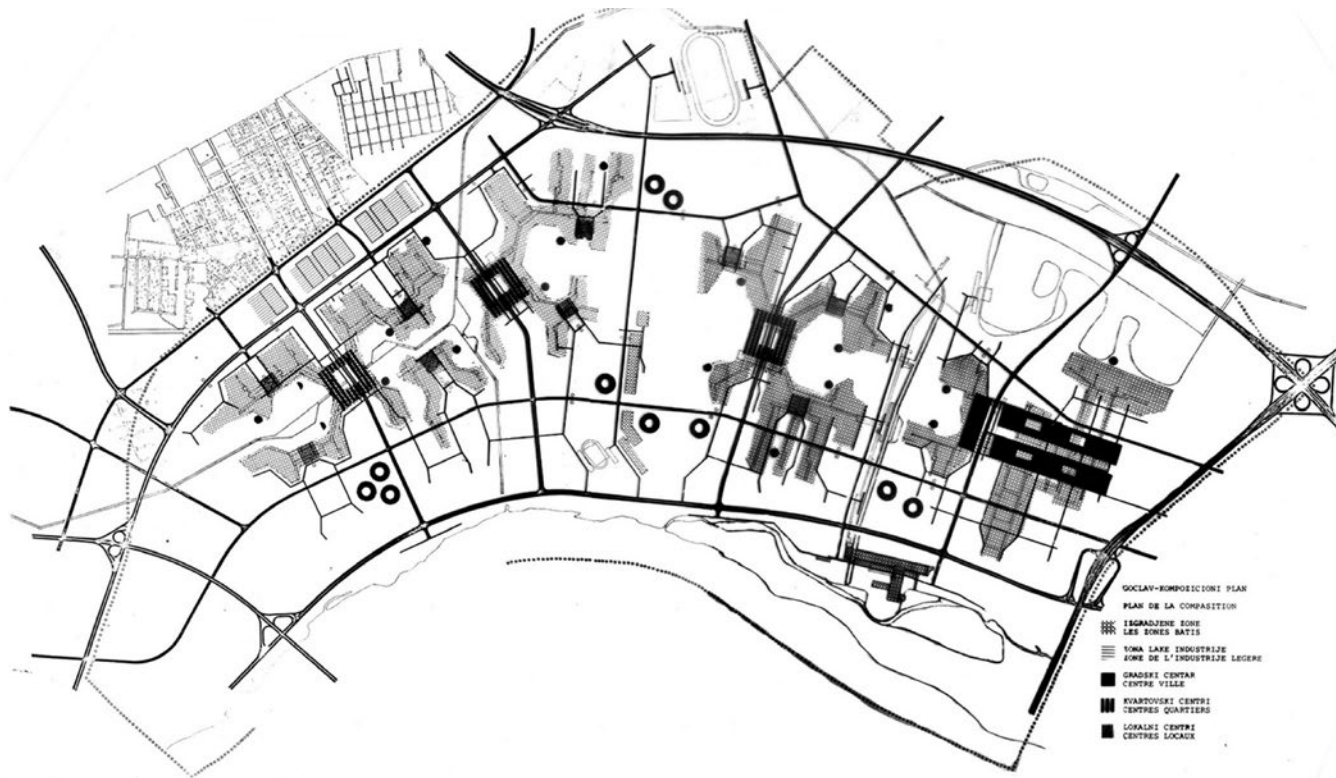 GOCLAV-KOMPOZICIONI PLAN
PLAN DE LA COMPASITION
IZGRADJENE ZONE
LES ZONES BATIS
ZONA LAKE INDUSTRIJE
ZONE DE L'INDUSTRIJE LEGERE
GRADSKI CENTAR
CENTRE VILLE
KVARTOVSKI CENTRI
CENTRES QUARTIERS
LOKALNI CENTRI
CENTRES LOCAUX